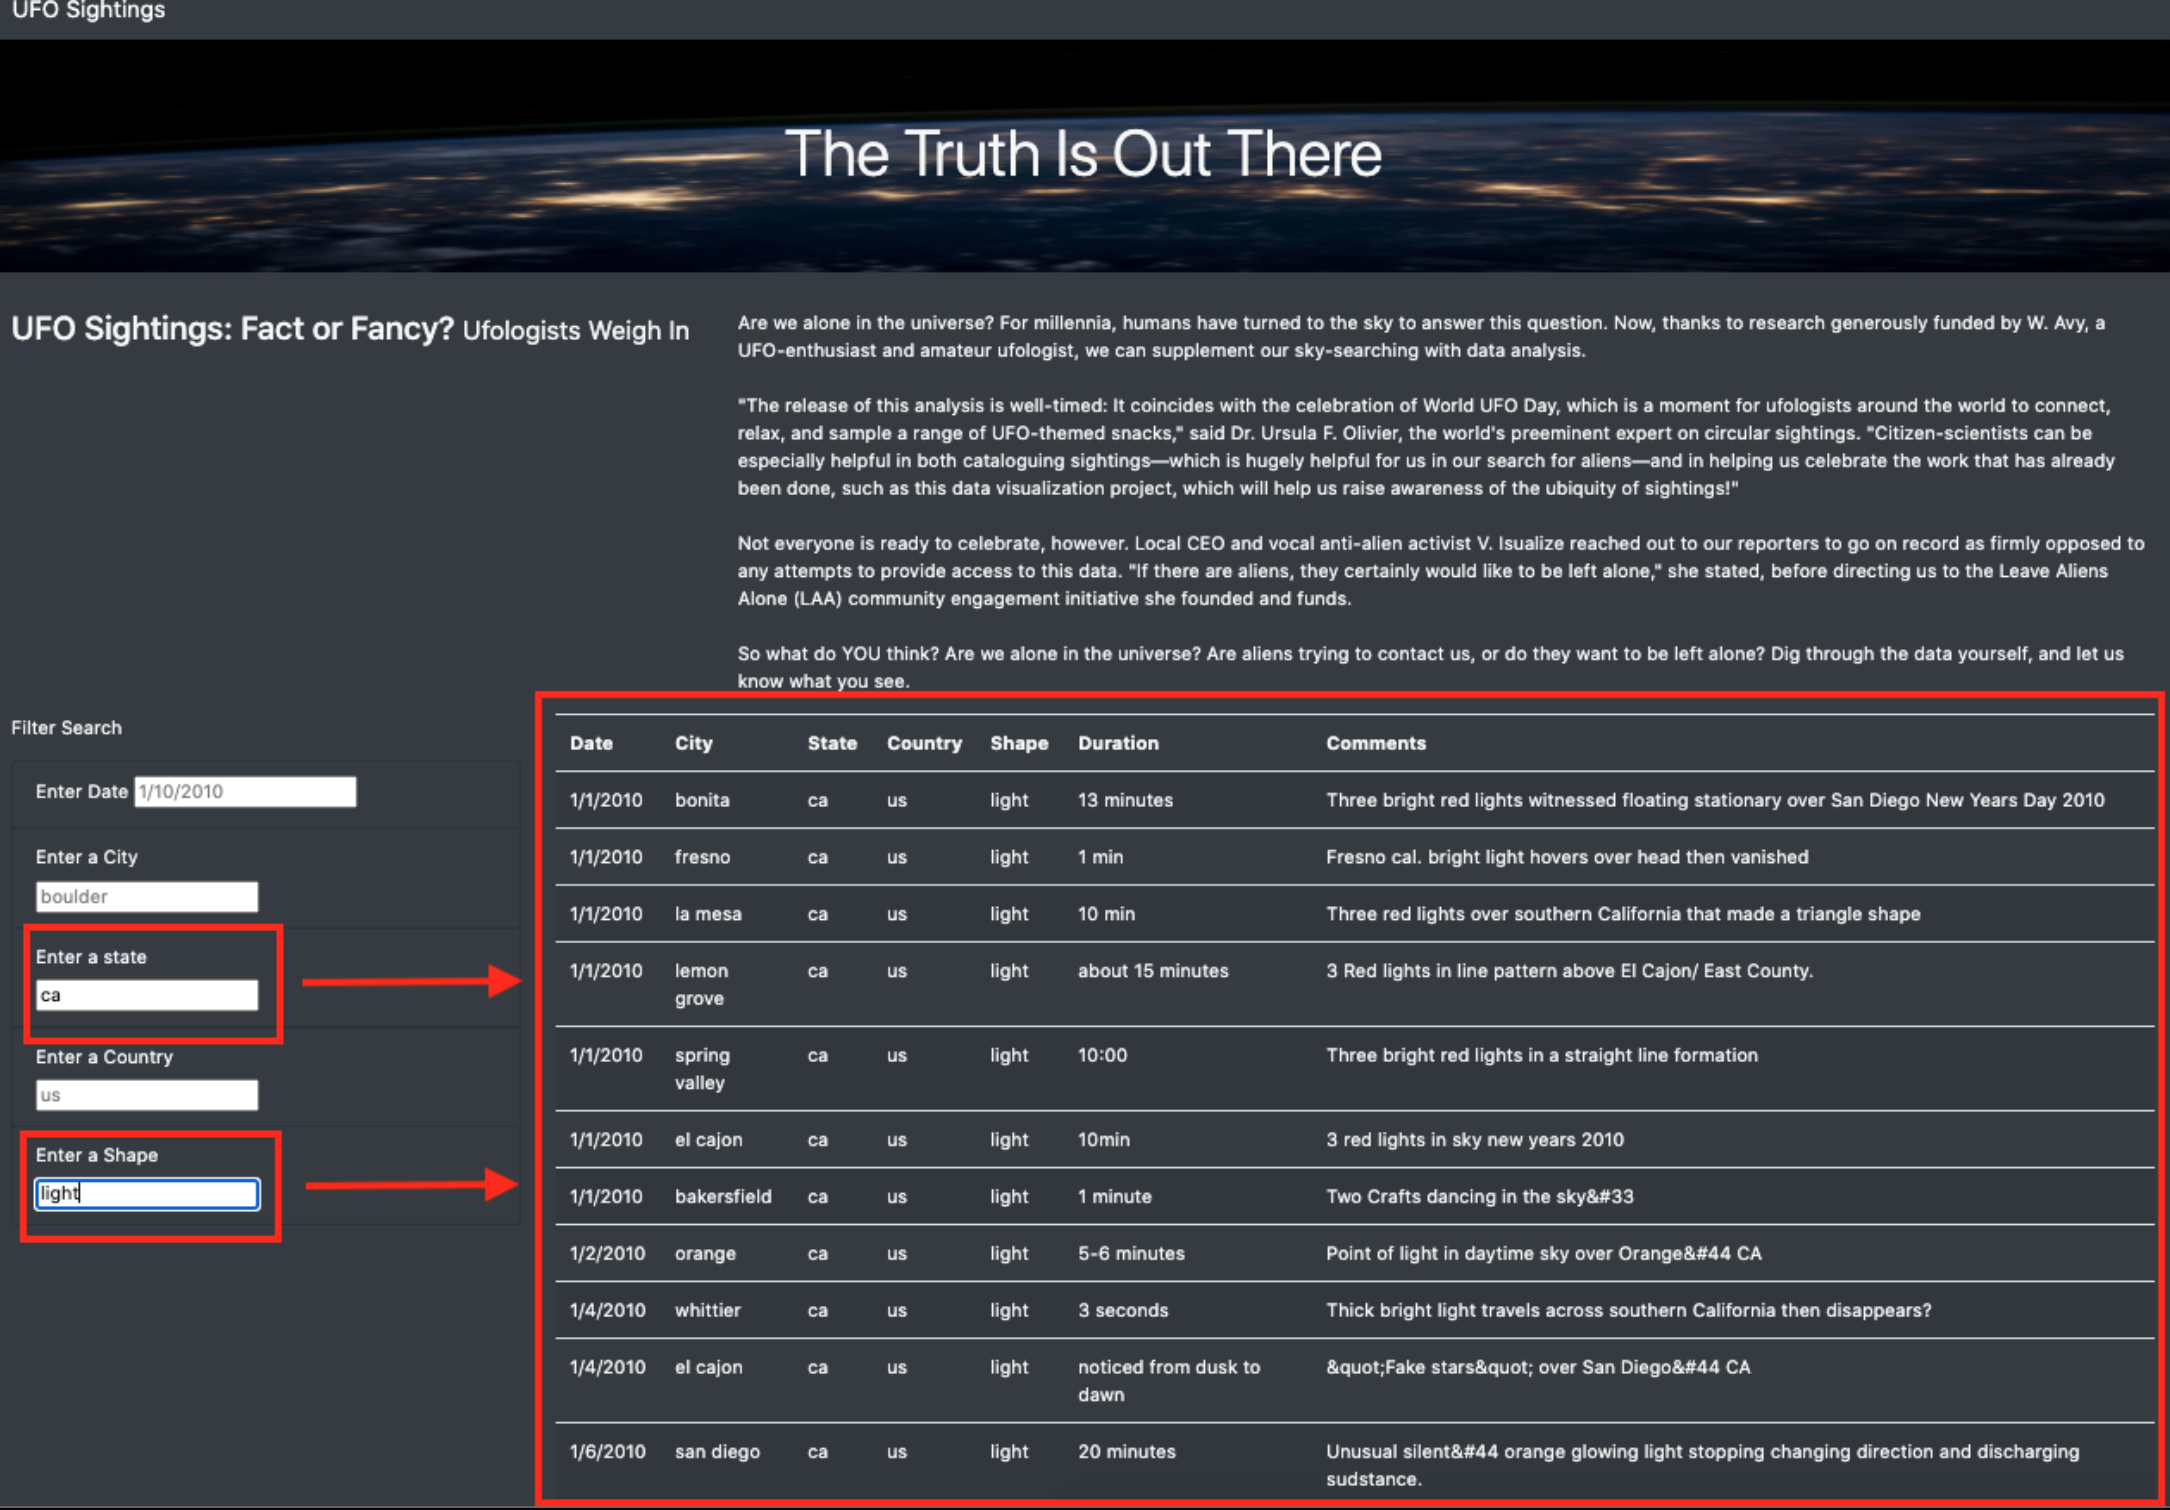 UFO Sightings
The Truth Is Out There
UFO Sightings: Fact or Fancy? Ufologists Weigh In
Are we alone in the universe? For millennia, humans have turned to the sky to answer this question. Now, thanks to research generously funded by W. Avy, a
UFO-enthusiast and amateur ufologist, we can supplement our sky-searching with data analysis.
"The release of this analysis is well-timed: It coincides with the celebration of World UFO Day, which is a moment for ufologists around the world to connect,
relax, and sample a range of UFO-themed snacks," said Dr. Ursula F. Olivier, the world's preeminent expert on circular sightings. "Citizen-scientists can be
especially helpful in both cataloguing sightings—which is hugely helpful for us in our search for aliens—and in helping us celebrate the work that has already
been done, such as this data visualization project, which will help us raise awareness of the ubiquity of sightings!"
Not everyone is ready to celebrate, however. Local CEO and vocal anti-alien activist V. Isualize reached out to our reporters to go on record as firmly opposed to
any attempts to provide access to this data. "If there are aliens, they certainly would like to be left alone," she stated, before directing us to the Leave Aliens
Alone (LAA) community engagement initiative she founded and funds.
So what do YOU think? Are we alone in the universe? Are aliens trying to contact us, or do they want to be left alone? Dig through the data yourself, and let us
know what you see.
Filter Search
Enter Date 1/10/2010
Enter a City
boulder
Enter a state
ca
Enter a Country
us
Enter a Shape
light
Date City State Country Shape Duration Comments
1/1/2010 bonita ca us light 13 minutes Three bright red lights witnessed floating stationary over San Diego New Years Day 2010
1/1/2010 fresno ca us light 1 min Fresno cal. bright light hovers over head then vanished
1/1/2010 la mesa ca us light 10 min Three red lights over southern California that made a triangle shape
1/1/2010 lemon ca us light about 15 minutes 3 Red lights in line pattern above El Cajon/ East County.
grove
1/1/2010 spring ca us light 10:00 Three bright red lights in a straight line formation
valley
1/1/2010 el cajon ca us light 10min 3 red lights in sky new years 2010
1/1/2010 bakersfield ca us light 1 minute Two Crafts dancing in the sky&#33
1/2/2010 orange ca us light 5-6 minutes Point of light in daytime sky over Orange&#44 CA
1/4/2010 whittier ca us light 3 seconds Thick bright light travels across southern California then disappears?
1/4/2010 el cajon ca us light noticed from dusk to &quot;Fake stars&quot; over San Diego&#44 CA
dawn
1/6/2010 san diego ca us light 20 minutes Unusual silent&#44 orange glowing light stopping changing direction and discharging
sudstance.